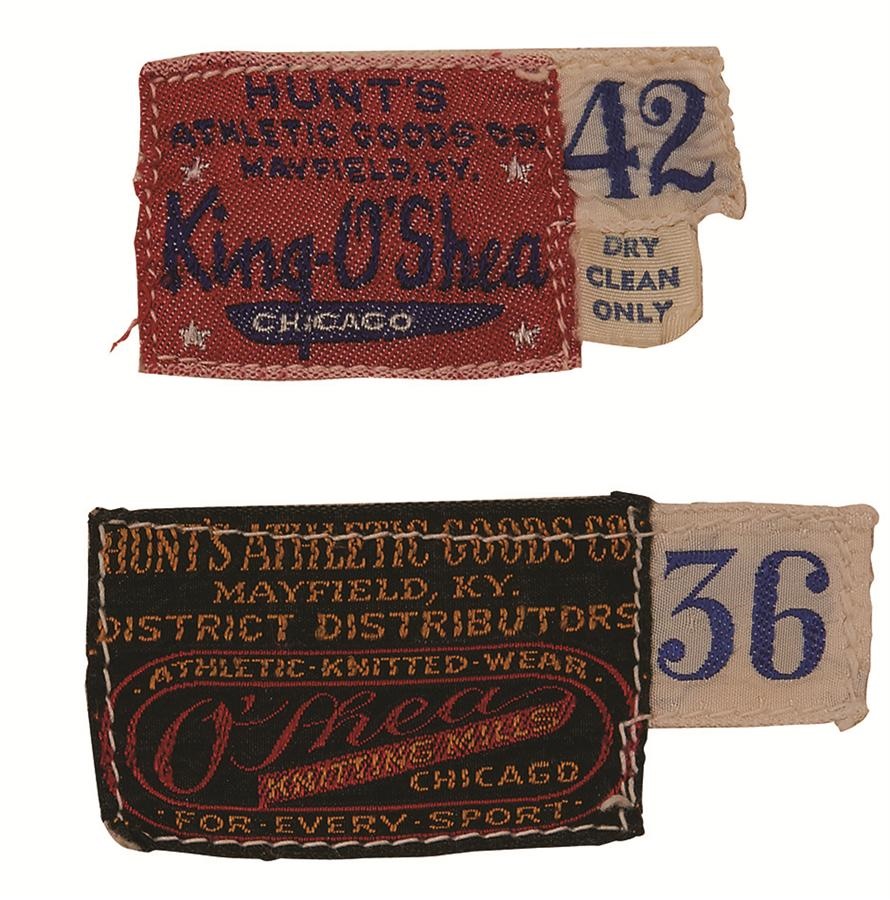 HUNT'S
ATHLETIC GOODS CO.
MAYFIELD, KY.
King-O'Shea
CHICAGO
42
DRY
CLEAN
ONLY
HUNT'S ATHLETIC GOODS CO
MAYFIELD, KY.
DISTRICT DISTRIBUTORS
·ATHLETIC·KNITTED·WEAR·
O'Shea
KNITTING MILLS
CHICAGO
·FOR·EVERY·SPORT·
36